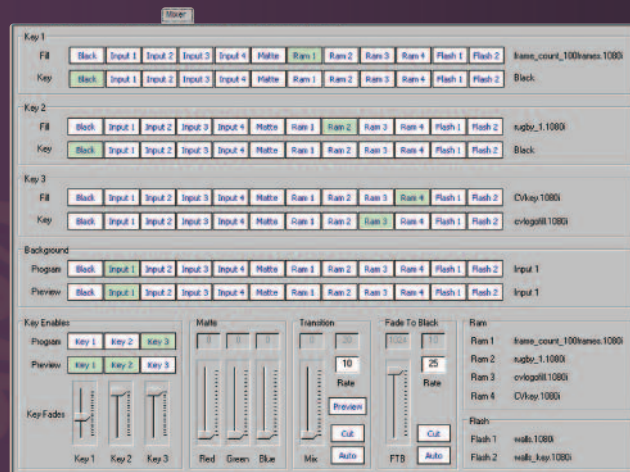 Mixer
Key 1
Fill Black Input 1 Input 2 Input 3 Input 4 Matte Ram 1 Ram 2 Ram 3 Ram 4 Flash 1 Flash 2 frame_count_100frames.1080i
Key Black Input 1 Input 2 Input 3 Input 4 Matte Ram 1 Ram 2 Ram 3 Ram 4 Flash 1 Flash 2 Black
Key 2
Fill Black Input 1 Input 2 Input 3 Input 4 Matte Ram 1 Ram 2 Ram 3 Ram 4 Flash 1 Flash 2 rugby_1.1080i
Key Black Input 1 Input 2 Input 3 Input 4 Matte Ram 1 Ram 2 Ram 3 Ram 4 Flash 1 Flash 2 Black
Key 3
Fill Black Input 1 Input 2 Input 3 Input 4 Matte Ram 1 Ram 2 Ram 3 Ram 4 Flash 1 Flash 2 CVkey.1080i
Key Black Input 1 Input 2 Input 3 Input 4 Matte Ram 1 Ram 2 Ram 3 Ram 4 Flash 1 Flash 2 cvlogofill.1080i
Background
Program Black Input 1 Input 2 Input 3 Input 4 Matte Ram 1 Ram 2 Ram 3 Ram 4 Flash 1 Flash 2 Input 1
Preview Black Input 1 Input 2 Input 3 Input 4 Matte Ram 1 Ram 2 Ram 3 Ram 4 Flash 1 Flash 2 Input 1
Key Enables
Program Key 1 Key 2 Key 3
Preview Key 1 Key 2 Key 3
Key Fades
Key 1 Key 2 Key 3
Matte
0 0 0
Red Green Blue
Transition
0 20
10
Rate
Preview
Cut
Mix Auto
Fade To Black
1024 10
25
Rate
Cut
FTB Auto
Ram
Ram 1 frame_count_100frames.1080i
Ram 2 rugby_1.1080i
Ram 3 cvlogofill.1080i
Ram 4 CVkey.1080i
Flash
Flash 1 walls.1080i
Flash 2 walls_key.1080i